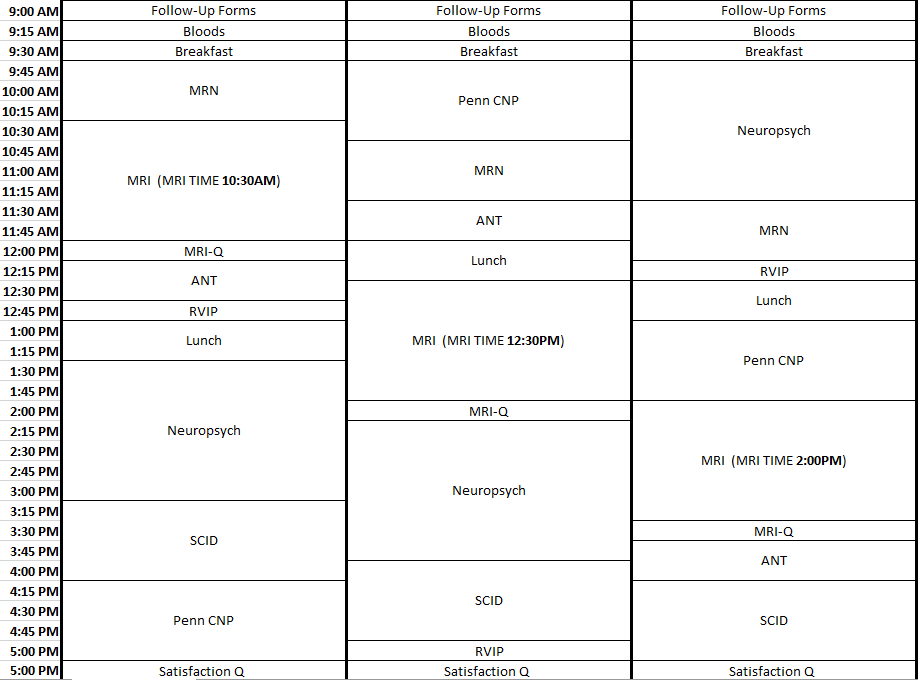 9:00 AM Follow-Up Forms Follow-Up Forms Follow-Up Forms
9:15 AM Bloods Bloods Bloods
9:30 AM Breakfast Breakfast Breakfast
9:45 AM
10:00 AM MRN Penn CNP
10:15 AM
10:30 AM Neuropsych
10:45 AM
11:00 AM MRI (MRI TIME 10:30AM) MRN
11:15 AM
11:30 AM ANT
11:45 AM MRN
12:00 PM MRI-Q Lunch
12:15 PM RVIP
12:30 PM ANT Lunch
12:45 PM RVIP
1:00 PM Lunch MRI (MRI TIME 12:30PM)
1:15 PM
1:30 PM Penn CNP
1:45 PM
2:00 PM MRI-Q
2:15 PM Neuropsych
2:30 PM MRI (MRI TIME 2:00PM)
2:45 PM
3:00 PM Neuropsych
3:15 PM
3:30 PM SCID MRI-Q
3:45 PM ANT
4:00 PM
4:15 PM SCID
4:30 PM Penn CNP SCID
4:45 PM
5:00 PM RVIP
5:00 PM Satisfaction Q Satisfaction Q Satisfaction Q